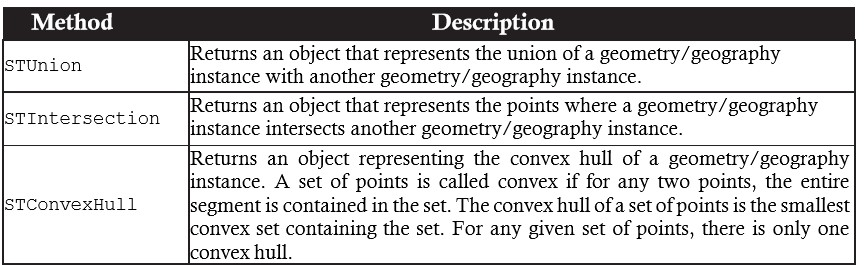 Method Description
STUnion
Returns an object that represents the union of a geometry/geography
instance with another geometry/geography instance.
STIntersection
Returns an object that represents the points where a geometry/geography
instance intersects another geometry/geography instance.
STConvexHull
Returns an object representing the convex hull of a geometry/geography
instance. A set of points is called convex if for any two points, the entire
segment is contained in the set. The convex hull of a set of points is the smallest
convex set containing the set. For any given set of points, there is only one
convex hull.